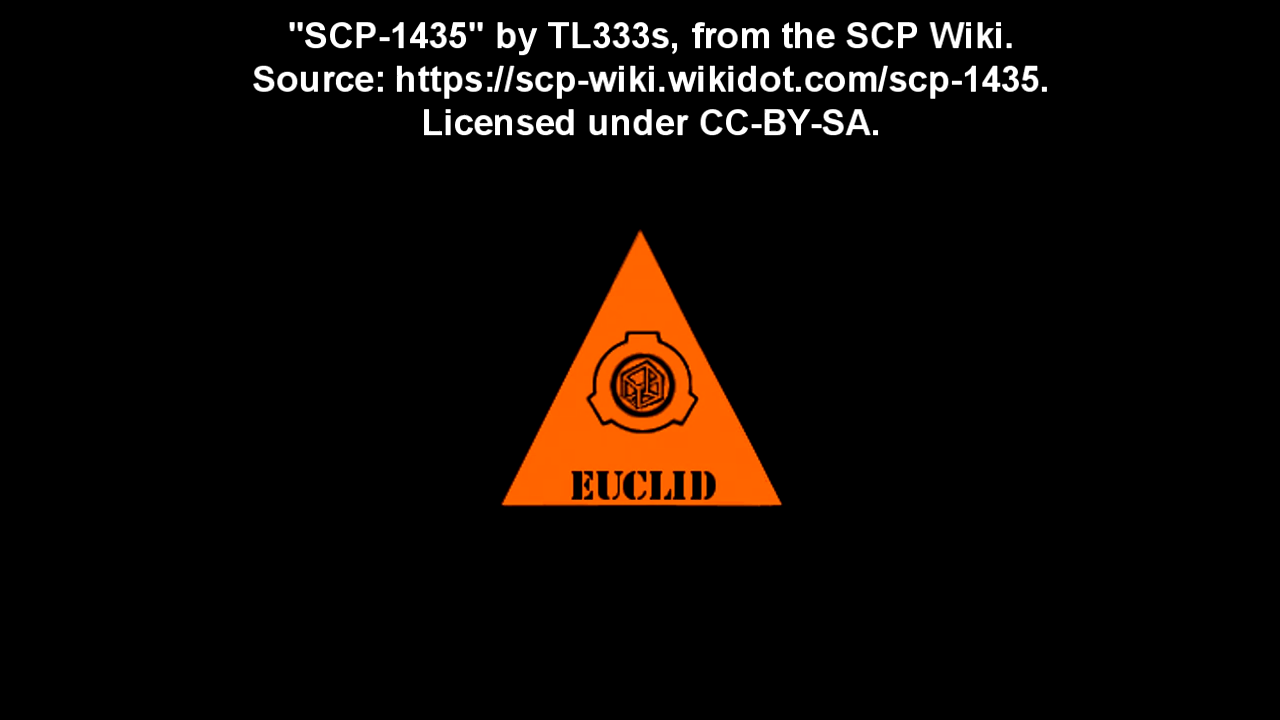 "SCP-1435" by TL333s, from the SCP Wiki.
Source: https://scp-wiki.wikidot.com/scp-1435.
Licensed under CC-BY-SA.
EUCLID